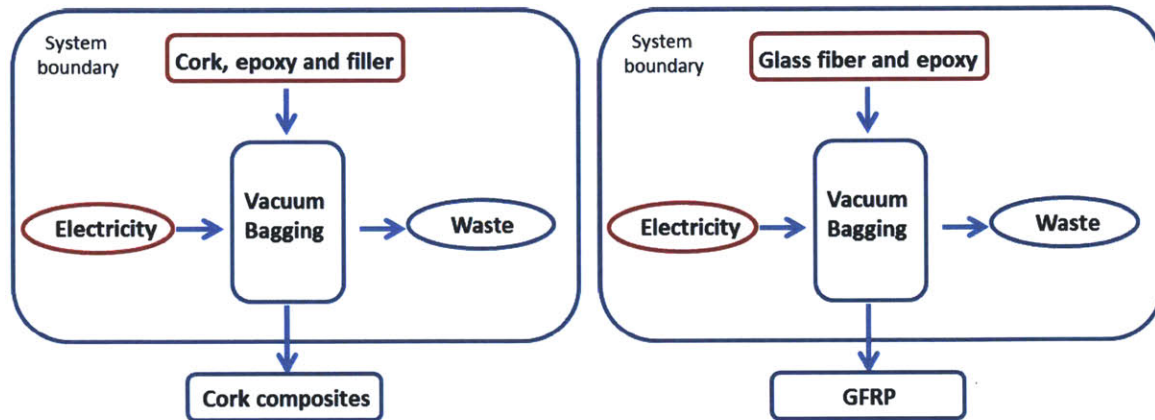 System
boundary
Cork, epoxy and filler
Electricity
Vacuum
Bagging
Waste
Cork composites
System
boundary
Glass fiber and epoxy
Electricity
Vacuum
Bagging
Waste
GFRP